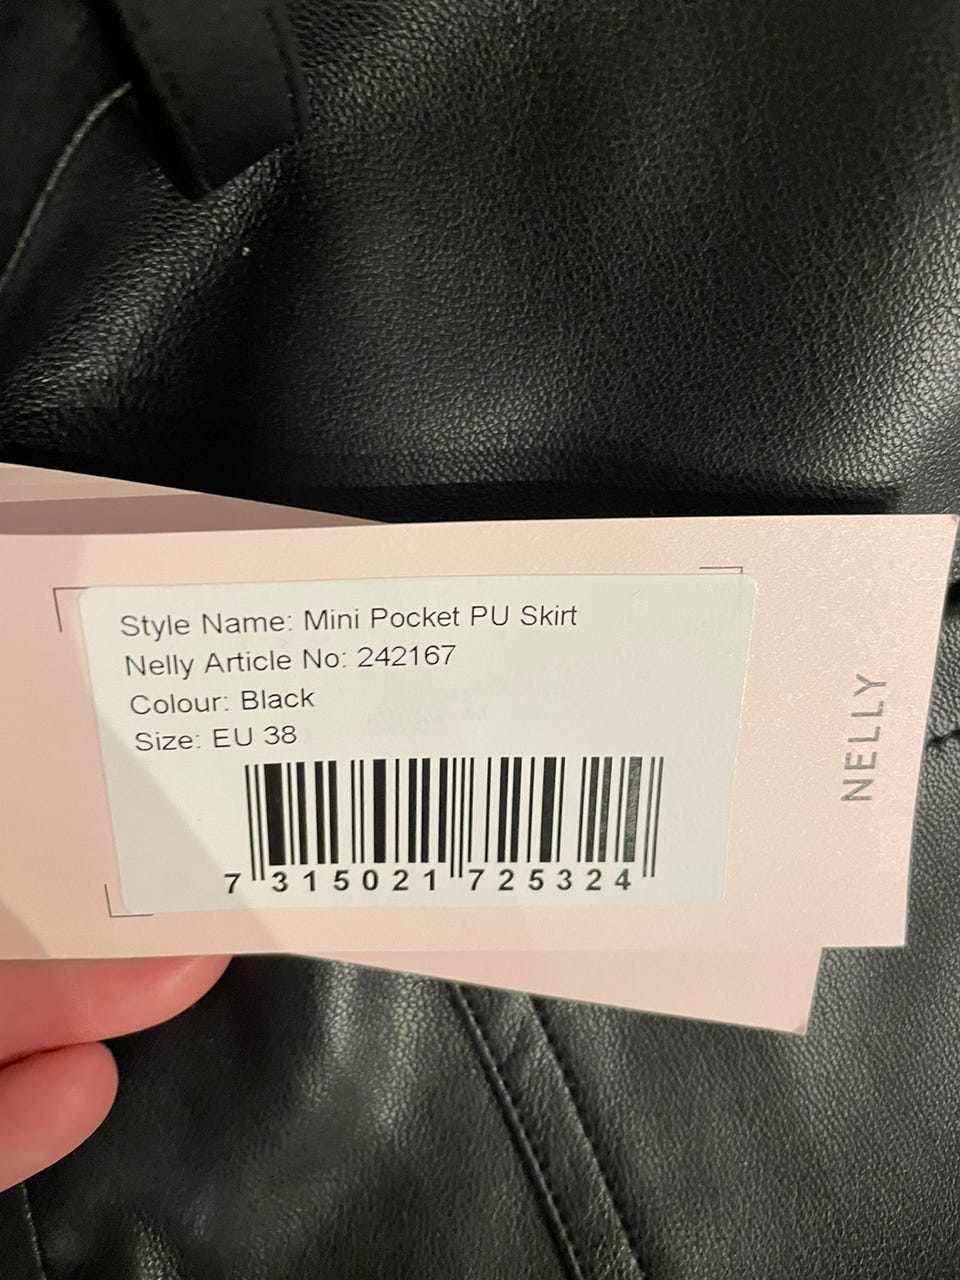 Style Name: Mini Pocket PU Skirt
Nelly Article No: 242167
Colour: Black
Size: EU 38
7 315021 725324
NELLY